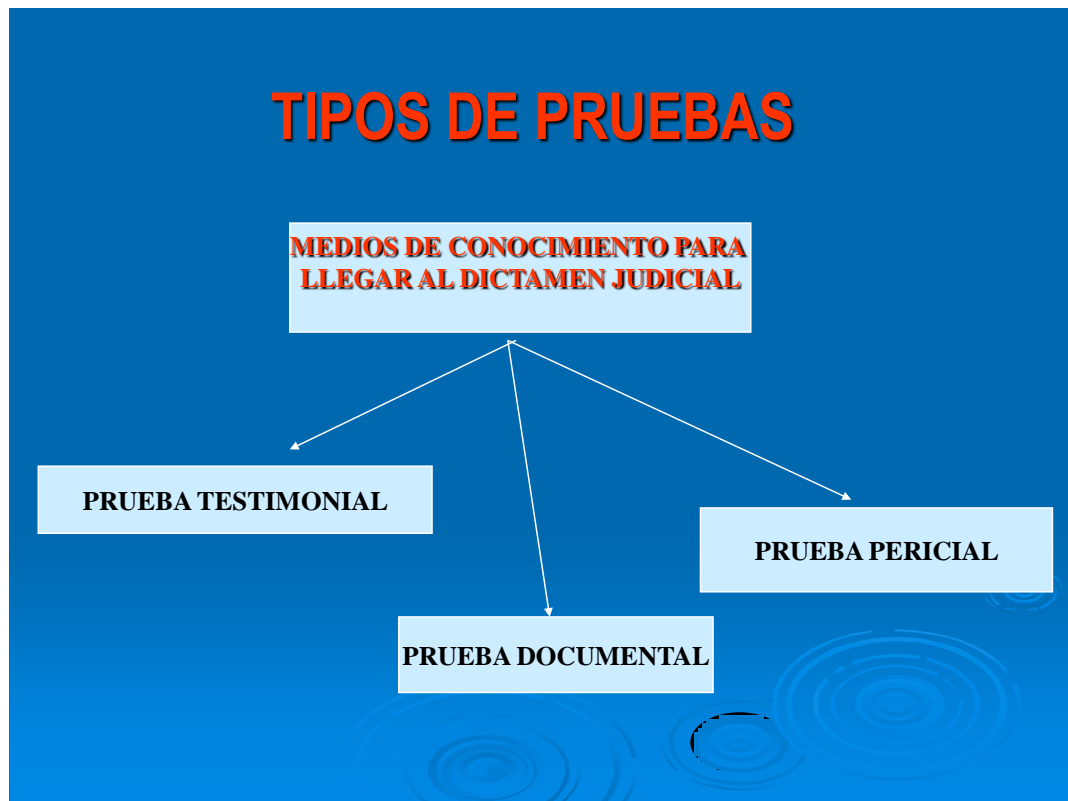 TIPOS DE PRUEBAS
MEDIOS DE CONOCIMIENTO PARA
LLEGAR AL DICTAMEN JUDICIAL
PRUEBA TESTIMONIAL
PRUEBA PERICIAL
PRUEBA DOCUMENTAL